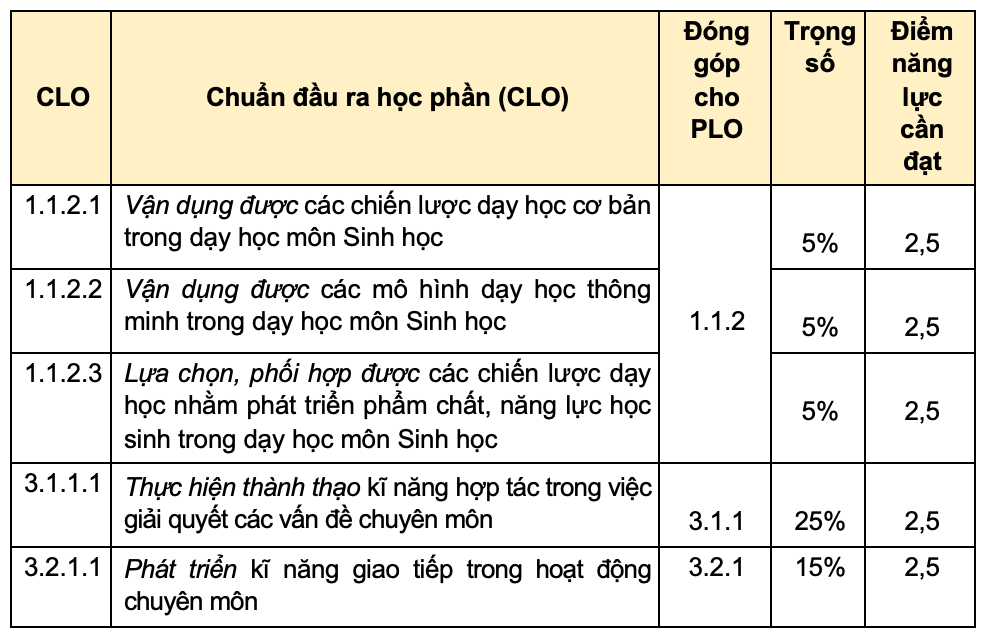 CLO
Chuẩn đầu ra học phần (CLO)
Đóng
góp
cho
PLO
Trọng
số
Điểm
năng
lực
cần
đạt
1.1.2.1
Vận dụng được các chiến lược dạy học cơ bản
trong dạy học môn Sinh học
1.1.2
5%
2,5
1.1.2.2
Vận dụng được các mô hình dạy học thông
minh trong dạy học môn Sinh học
5%
2,5
1.1.2.3
Lựa chọn, phối hợp được các chiến lược dạy
học nhằm phát triển phẩm chất, năng lực học
sinh trong dạy học môn Sinh học
5%
2,5
3.1.1.1
Thực hiện thành thạo kĩ năng hợp tác trong việc
giải quyết các vấn đề chuyên môn
3.1.1
25%
2,5
3.2.1.1
Phát triển kĩ năng giao tiếp trong hoạt động
chuyên môn
3.2.1
15%
2,5